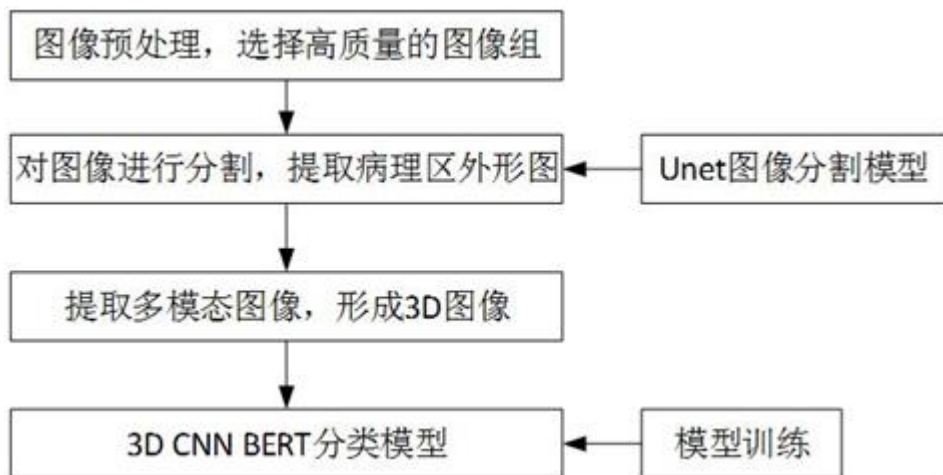 图像预处理，选择高质量的图像组
对图像进行分割，提取病理区外形图
Unet图像分割模型
提取多模态图像，形成3D图像
3D CNN BERT分类模型
模型训练